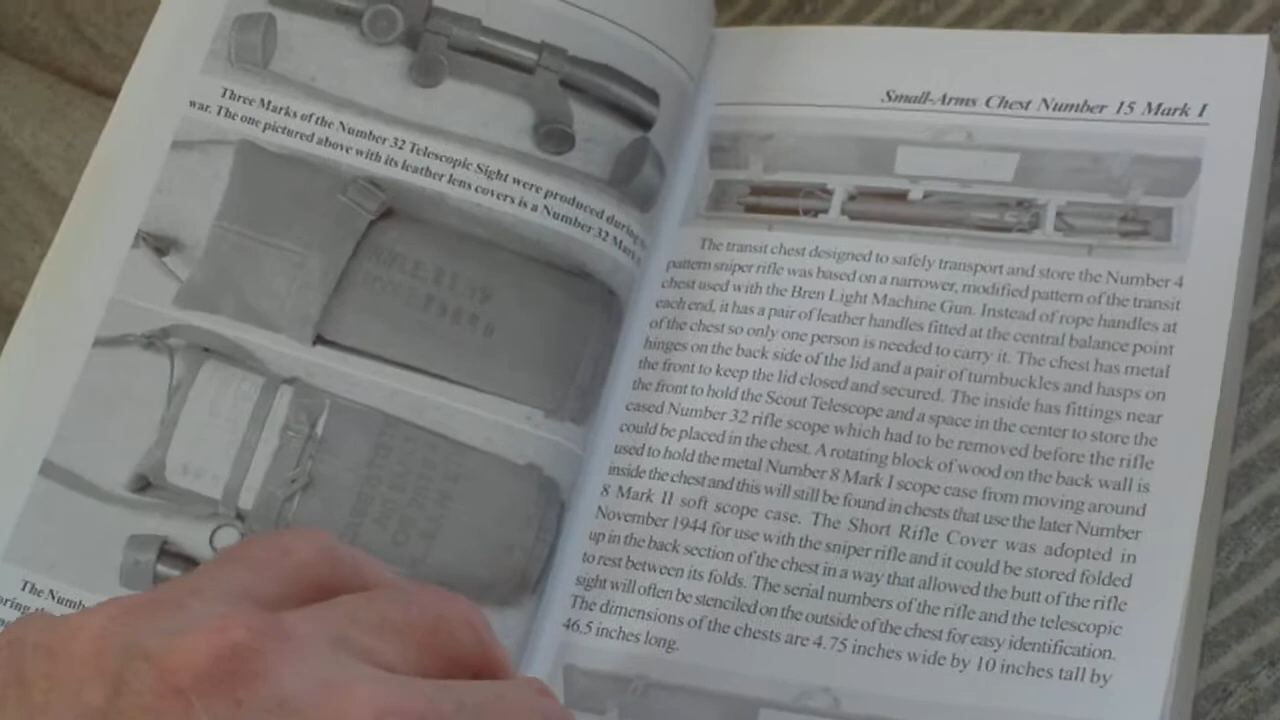 Three Marks of the Number 32 Telescopic Sight were produced during
war. The one pictured above with its leather lens covers is a Number 32 Mark
The Numb
Small-Arms Chest Number 15 Mark I
The transit chest designed to safely transport and store the Number 4
pattern sniper rifle was based on a narrower, modified pattern of the transit
chest used with the Bren Light Machine Gun. Instead of rope handles at
each end, it has a pair of leather handles fitted at the central balance point
of the chest so only one person is needed to carry it. The chest has metal
hinges on the back side of the lid and a pair of turnbuckles and hasps on
the front to keep the lid closed and secured. The inside has fittings near
the front to hold the Scout Telescope and a space in the center to store the
cased Number 32 rifle scope which had to be removed before the rifle
could be placed in the chest. A rotating block of wood on the back wall is
used to hold the metal Number 8 Mark I scope case from moving around
inside the chest and this will still be found in chests that use the later Number
8 Mark II soft scope case. The Short Rifle Cover was adopted in
November 1944 for use with the sniper rifle and it could be stored folded
up in the back section of the chest in a way that allowed the butt of the rifle
to rest between its folds. The serial numbers of the rifle and the telescopic
sight will often be stenciled on the outside of the chest for easy identification.
The dimensions of the chests are 4.75 inches wide by 10 inches tall by
46.5 inches long.